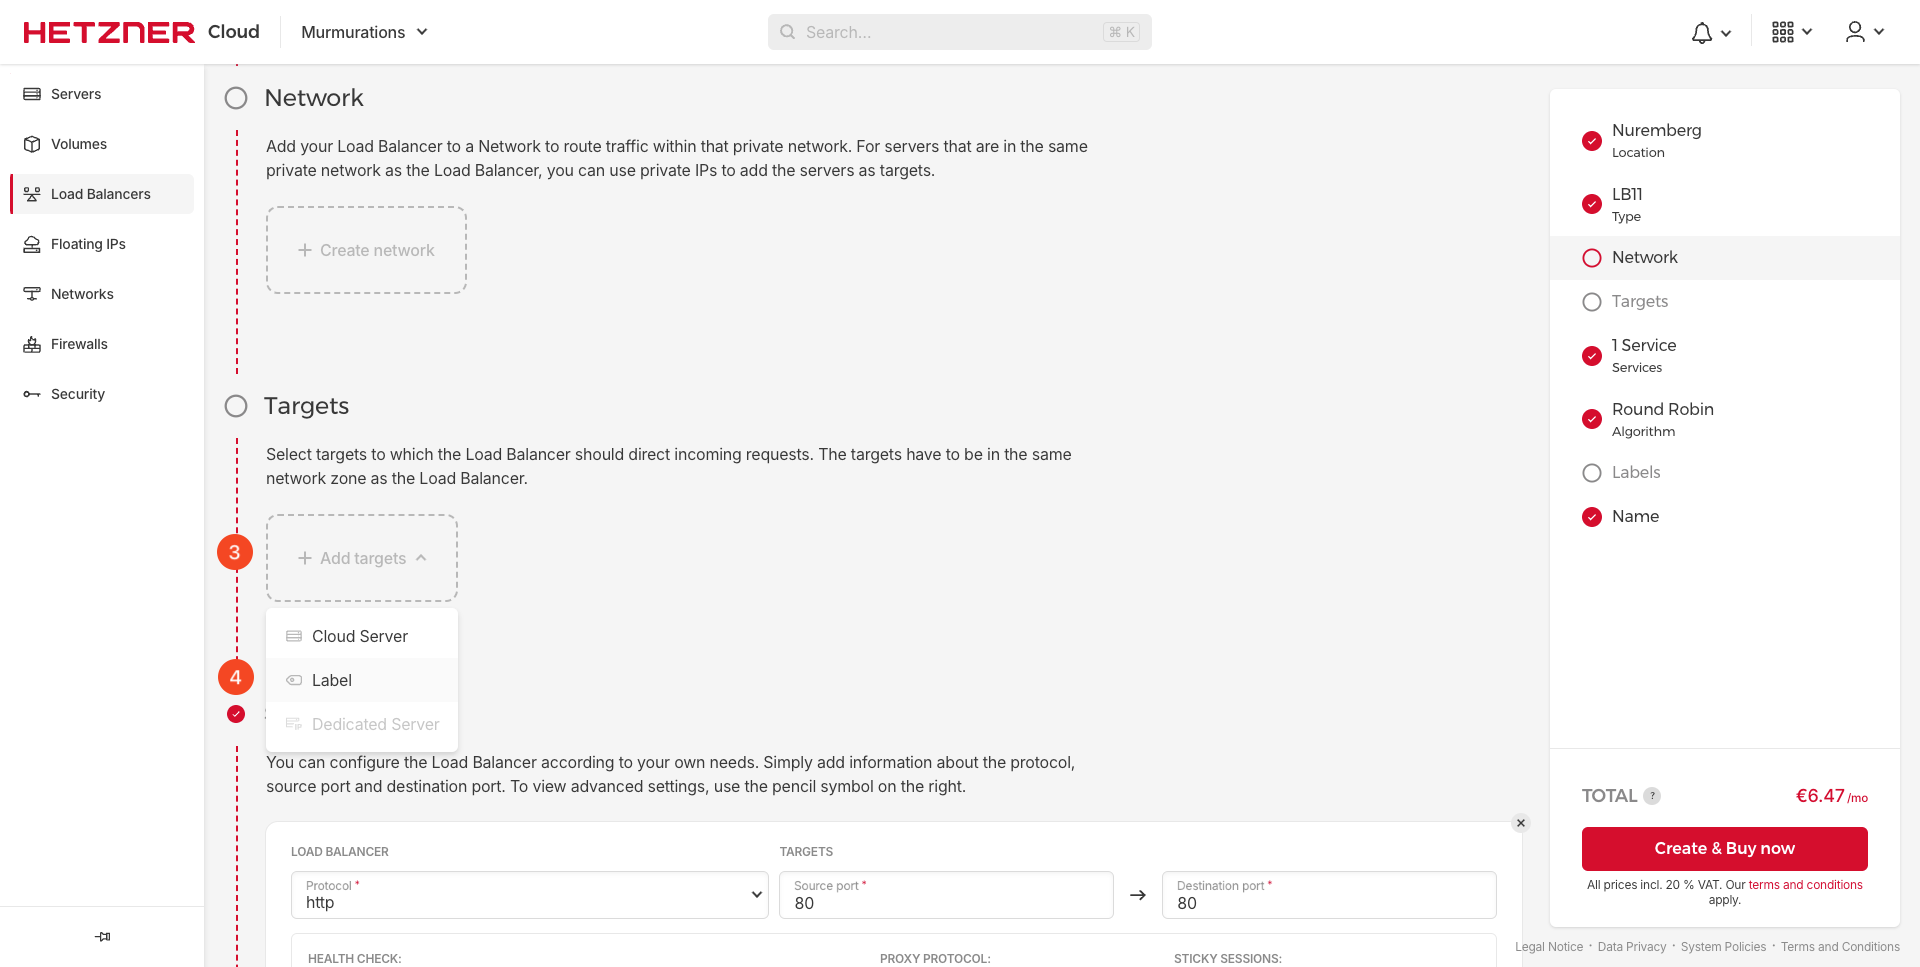 HETZNER Cloud
Murmurations
Search...
⌘ K
Servers
Volumes
Load Balancers
Floating IPs
Networks
Firewalls
Security
Network
Add your Load Balancer to a Network to route traffic within that private network. For servers that are in the same
private network as the Load Balancer, you can use private IPs to add the servers as targets.
+ Create network
Targets
Select targets to which the Load Balancer should direct incoming requests. The targets have to be in the same
network zone as the Load Balancer.
3
+ Add targets
Cloud Server
4
Label
Dedicated Server
You can configure the Load Balancer according to your own needs. Simply add information about the protocol,
source port and destination port. To view advanced settings, use the pencil symbol on the right.
LOAD BALANCER
TARGETS
Protocol *
http
Source port *
80
→
Destination port *
80
HEALTH CHECK:
PROXY PROTOCOL:
STICKY SESSIONS:
Nuremberg
Location
LB11
Type
Network
Targets
1 Service
Services
Round Robin
Algorithm
Labels
Name
TOTAL ?
€6.47 /mo
Create & Buy now
All prices incl. 20 % VAT. Our terms and conditions
apply.
Legal Notice · Data Privacy · System Policies · Terms and Conditions